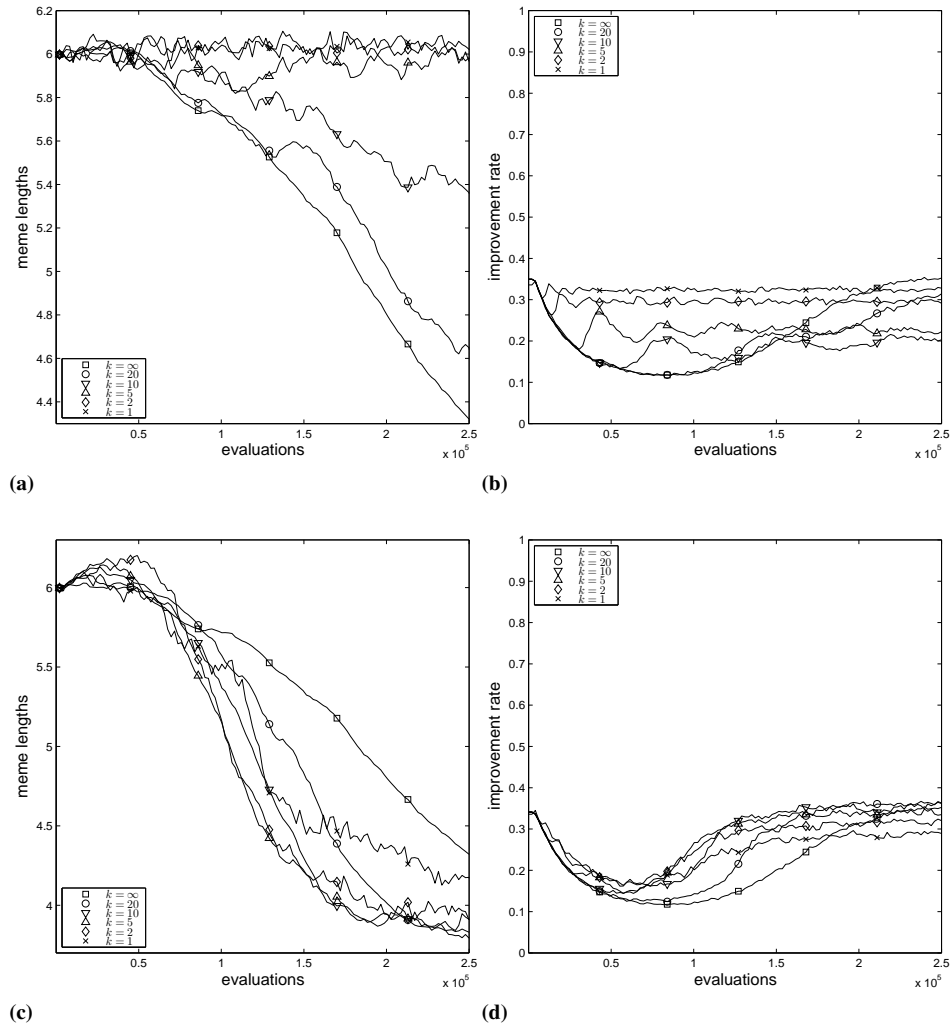 6.2
6
5.8
5.6
5.4
5.2
5
4.8
4.6
4.4
meme lengths
k = ∞
k = 20
k = 10
k = 5
k = 2
k = 1
0.5 1 1.5 2 2.5
evaluations
x 10^5
(a)
1
0.9
0.8
0.7
0.6
0.5
0.4
0.3
0.2
0.1
0
improvement rate
k = ∞
k = 20
k = 10
k = 5
k = 2
k = 1
0.5 1 1.5 2 2.5
evaluations
x 10^5
(b)
6
5.5
5
4.5
4
meme lengths
k = ∞
k = 20
k = 10
k = 5
k = 2
k = 1
0.5 1 1.5 2 2.5
evaluations
x 10^5
(c)
1
0.9
0.8
0.7
0.6
0.5
0.4
0.3
0.2
0.1
0
improvement rate
k = ∞
k = 20
k = 10
k = 5
k = 2
k = 1
0.5 1 1.5 2 2.5
evaluations
x 10^5
(d)